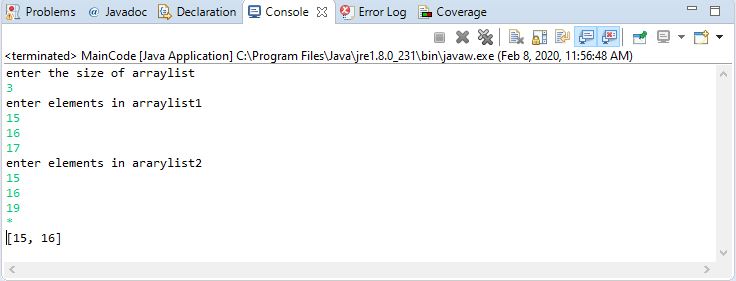 Problems @ Javadoc Declaration Console Error Log Coverage
<terminated> MainCode [Java Application] C:\Program Files\Java\jre1.8.0_231\bin\javaw.exe (Feb 8, 2020, 11:56:48 AM)
enter the size of arraylist
3
enter elements in arraylist1
15
16
17
enter elements in ararylist2
15
16
19
*
[15, 16]